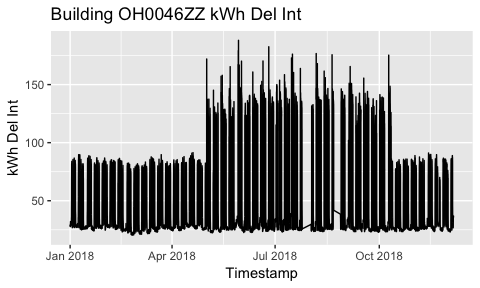 Building OH0046ZZ kWh Del Int
kWh Del Int
150
100
50
Jan 2018 Apr 2018 Jul 2018 Oct 2018
Timestamp